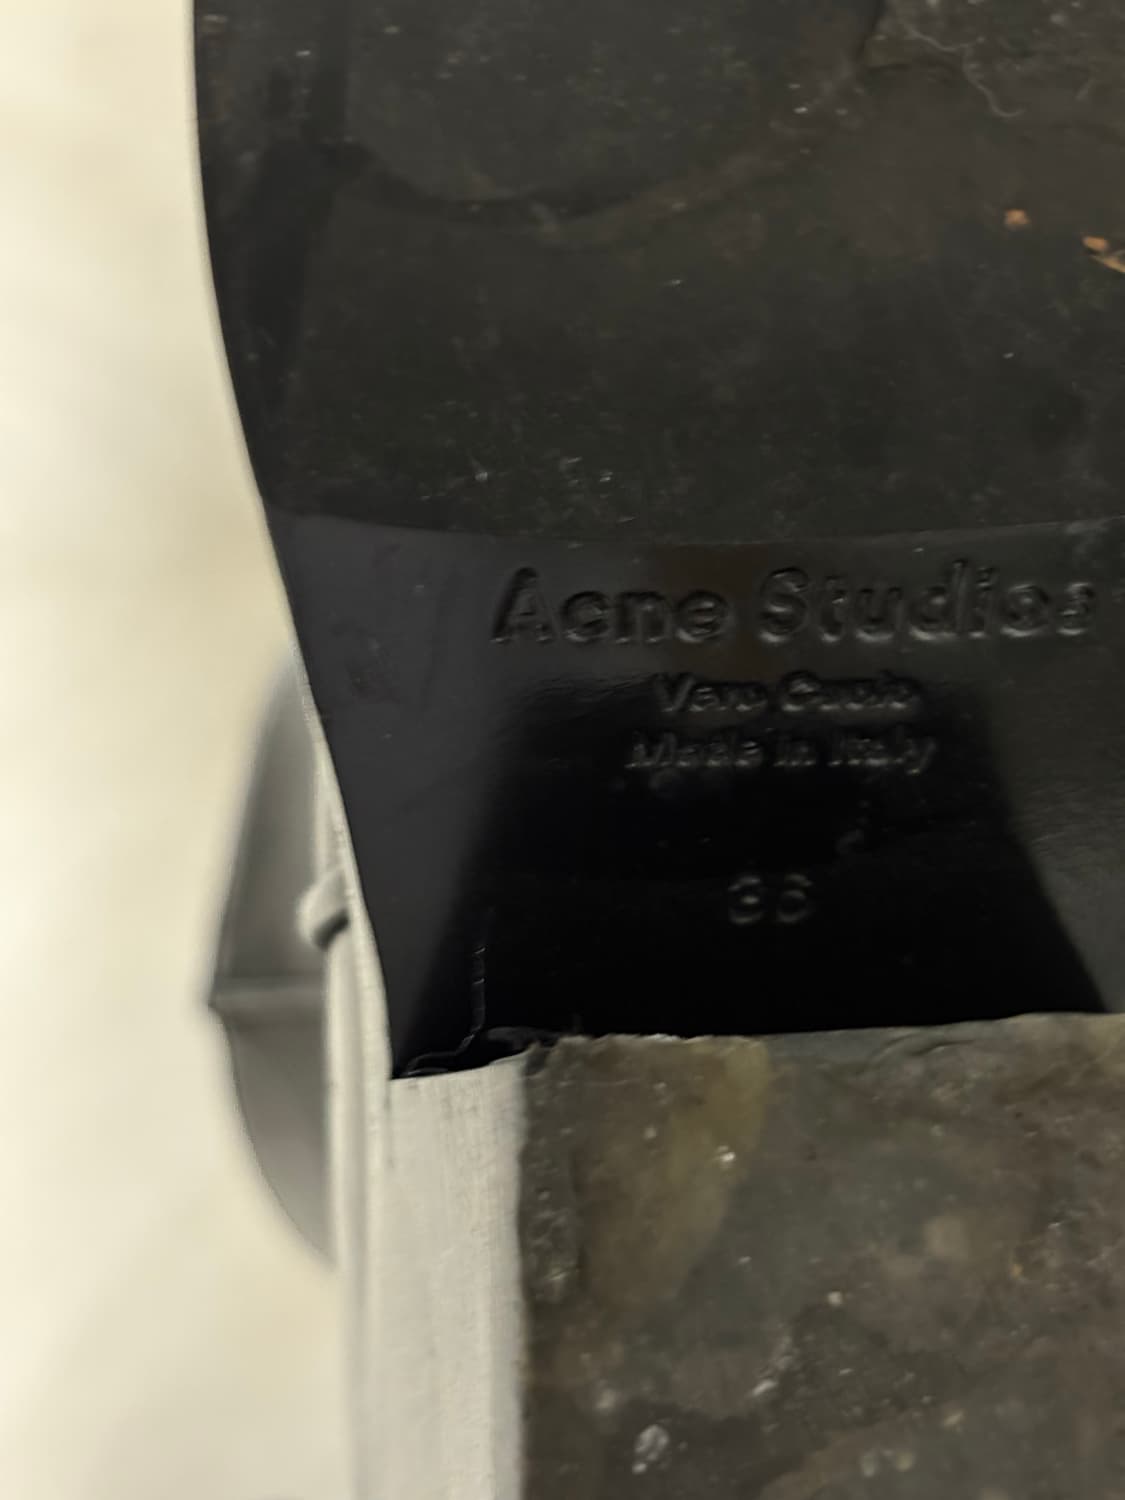 Acne Studios
Vero Cuoio
Made in Italy